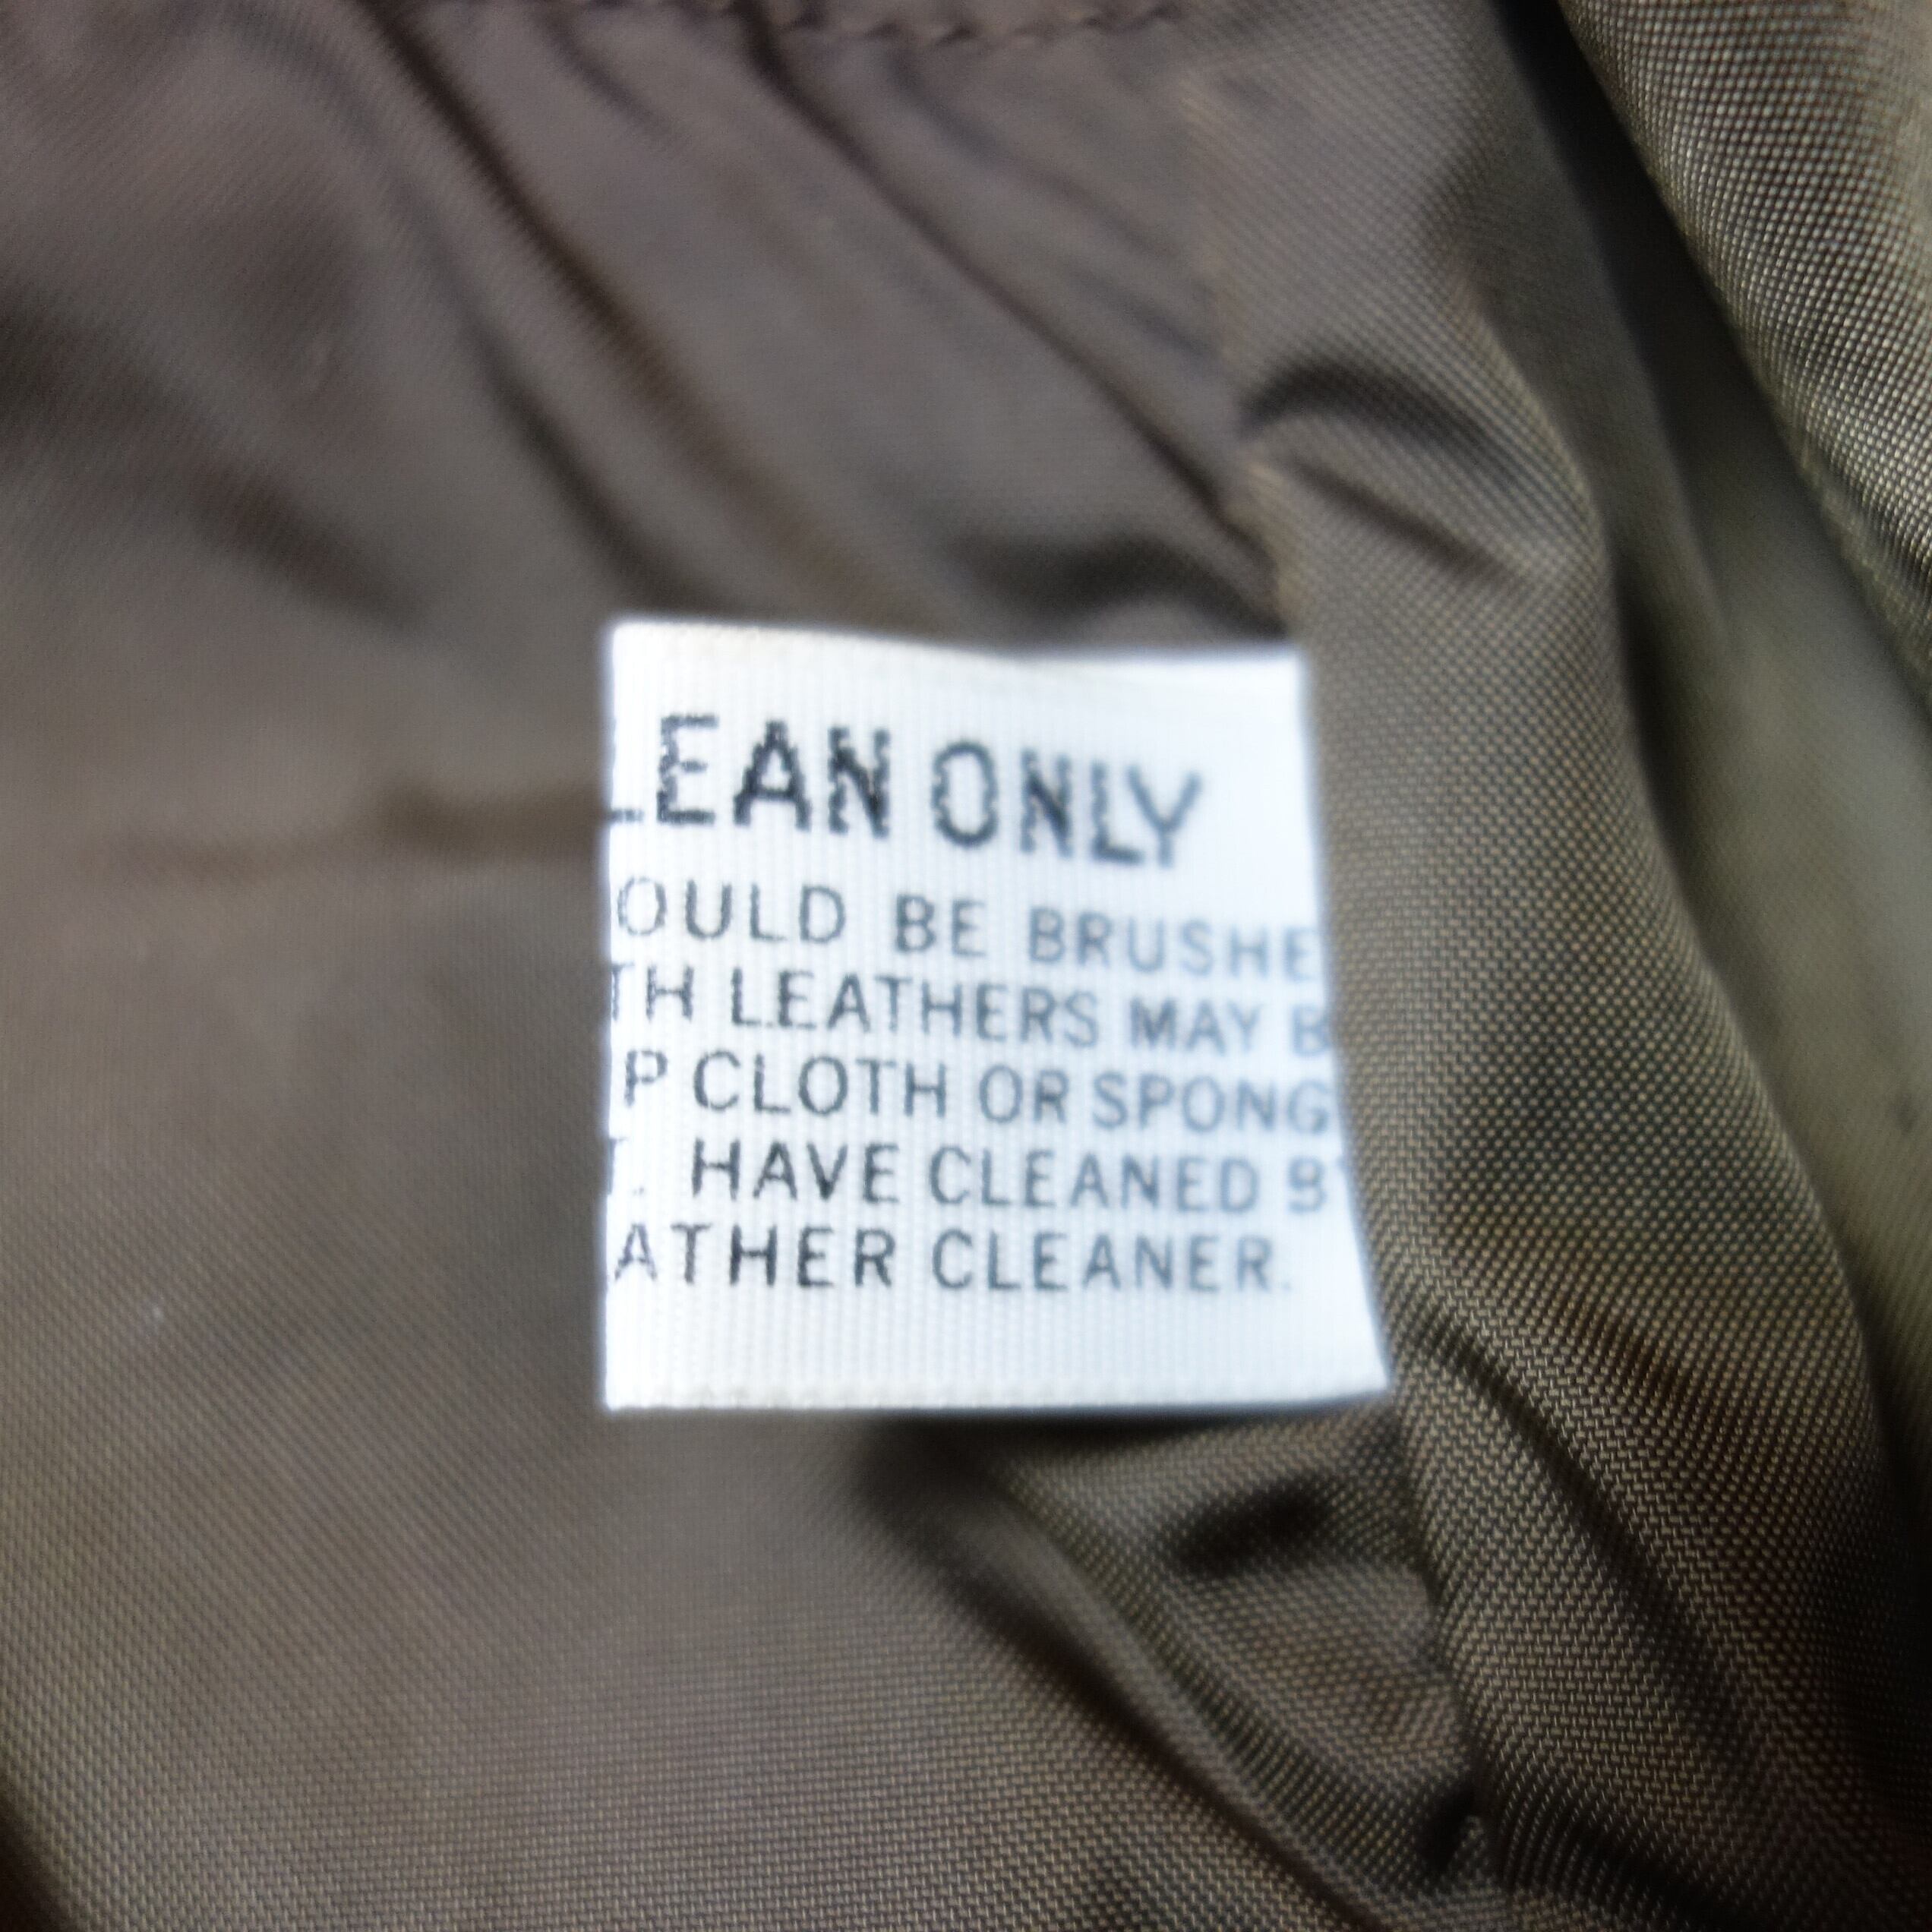 LEAN ONLY
OULD BE BRUSHE
TH LEATHERS MAY B
P CLOTH OR SPONG
T. HAVE CLEANED BY
ATHER CLEANER.